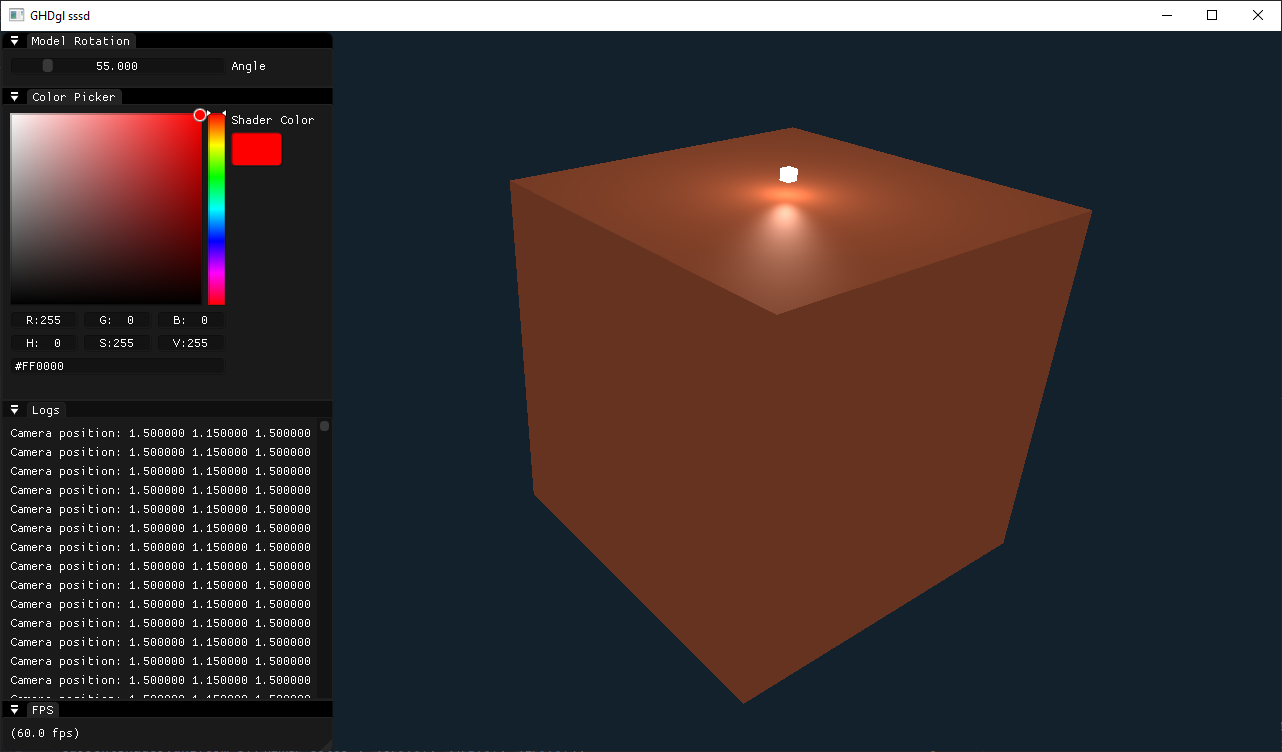 GHDgl sssd
Model Rotation
55.000 Angle
Color Picker
Shader Color
R:255 G: 0 B: 0
H: 0 S:255 V:255
#FF0000
Logs
Camera position: 1.500000 1.150000 1.500000
Camera position: 1.500000 1.150000 1.500000
Camera position: 1.500000 1.150000 1.500000
Camera position: 1.500000 1.150000 1.500000
Camera position: 1.500000 1.150000 1.500000
Camera position: 1.500000 1.150000 1.500000
Camera position: 1.500000 1.150000 1.500000
Camera position: 1.500000 1.150000 1.500000
Camera position: 1.500000 1.150000 1.500000
Camera position: 1.500000 1.150000 1.500000
Camera position: 1.500000 1.150000 1.500000
Camera position: 1.500000 1.150000 1.500000
Camera position: 1.500000 1.150000 1.500000
Camera position: 1.500000 1.150000 1.500000
FPS
(60.0 fps)